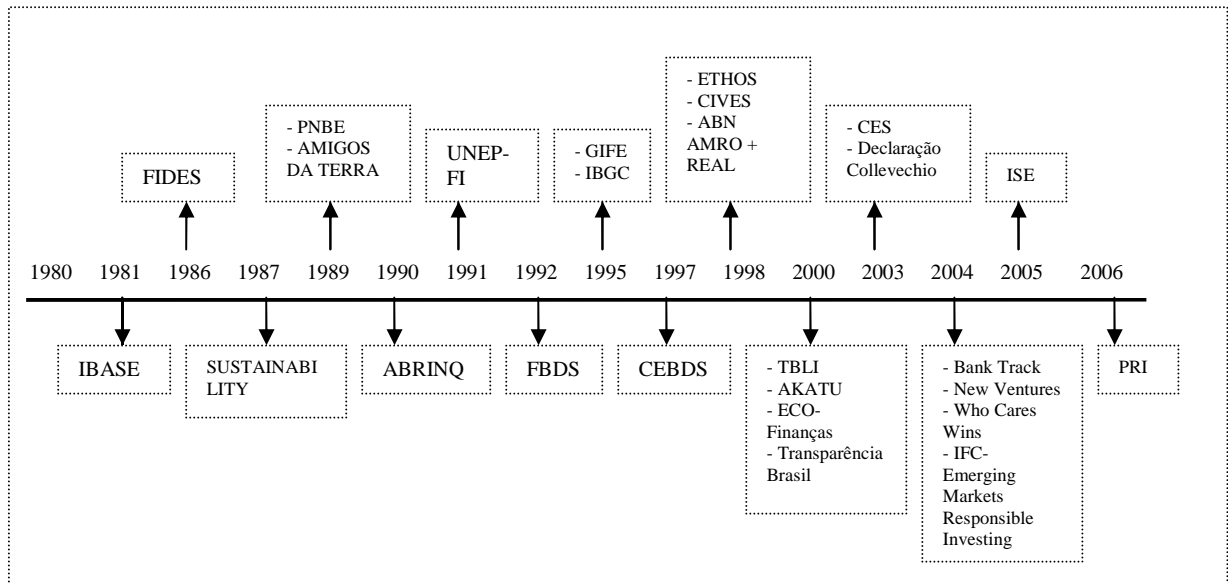 - ETHOS
- CIVES
- ABN
AMRO +
REAL
- PNBE
- AMIGOS
DA TERRA
- CES
- Declaração
Collevechio
UNEP-
FI
- GIFE
- IBGC
FIDES
ISE
1980 1981 1986 1987 1989 1990 1991 1992 1995 1997 1998 2000 2003 2004 2005 2006
IBASE
SUSTAINABI
LITY
ABRINQ
FBDS
CEBDS
- TBLI
- AKATU
- ECO-
Finanças
- Transparência
Brasil
- Bank Track
- New Ventures
- Who Cares
Wins
- IFC-
Emerging
Markets
Responsible
Investing
PRI